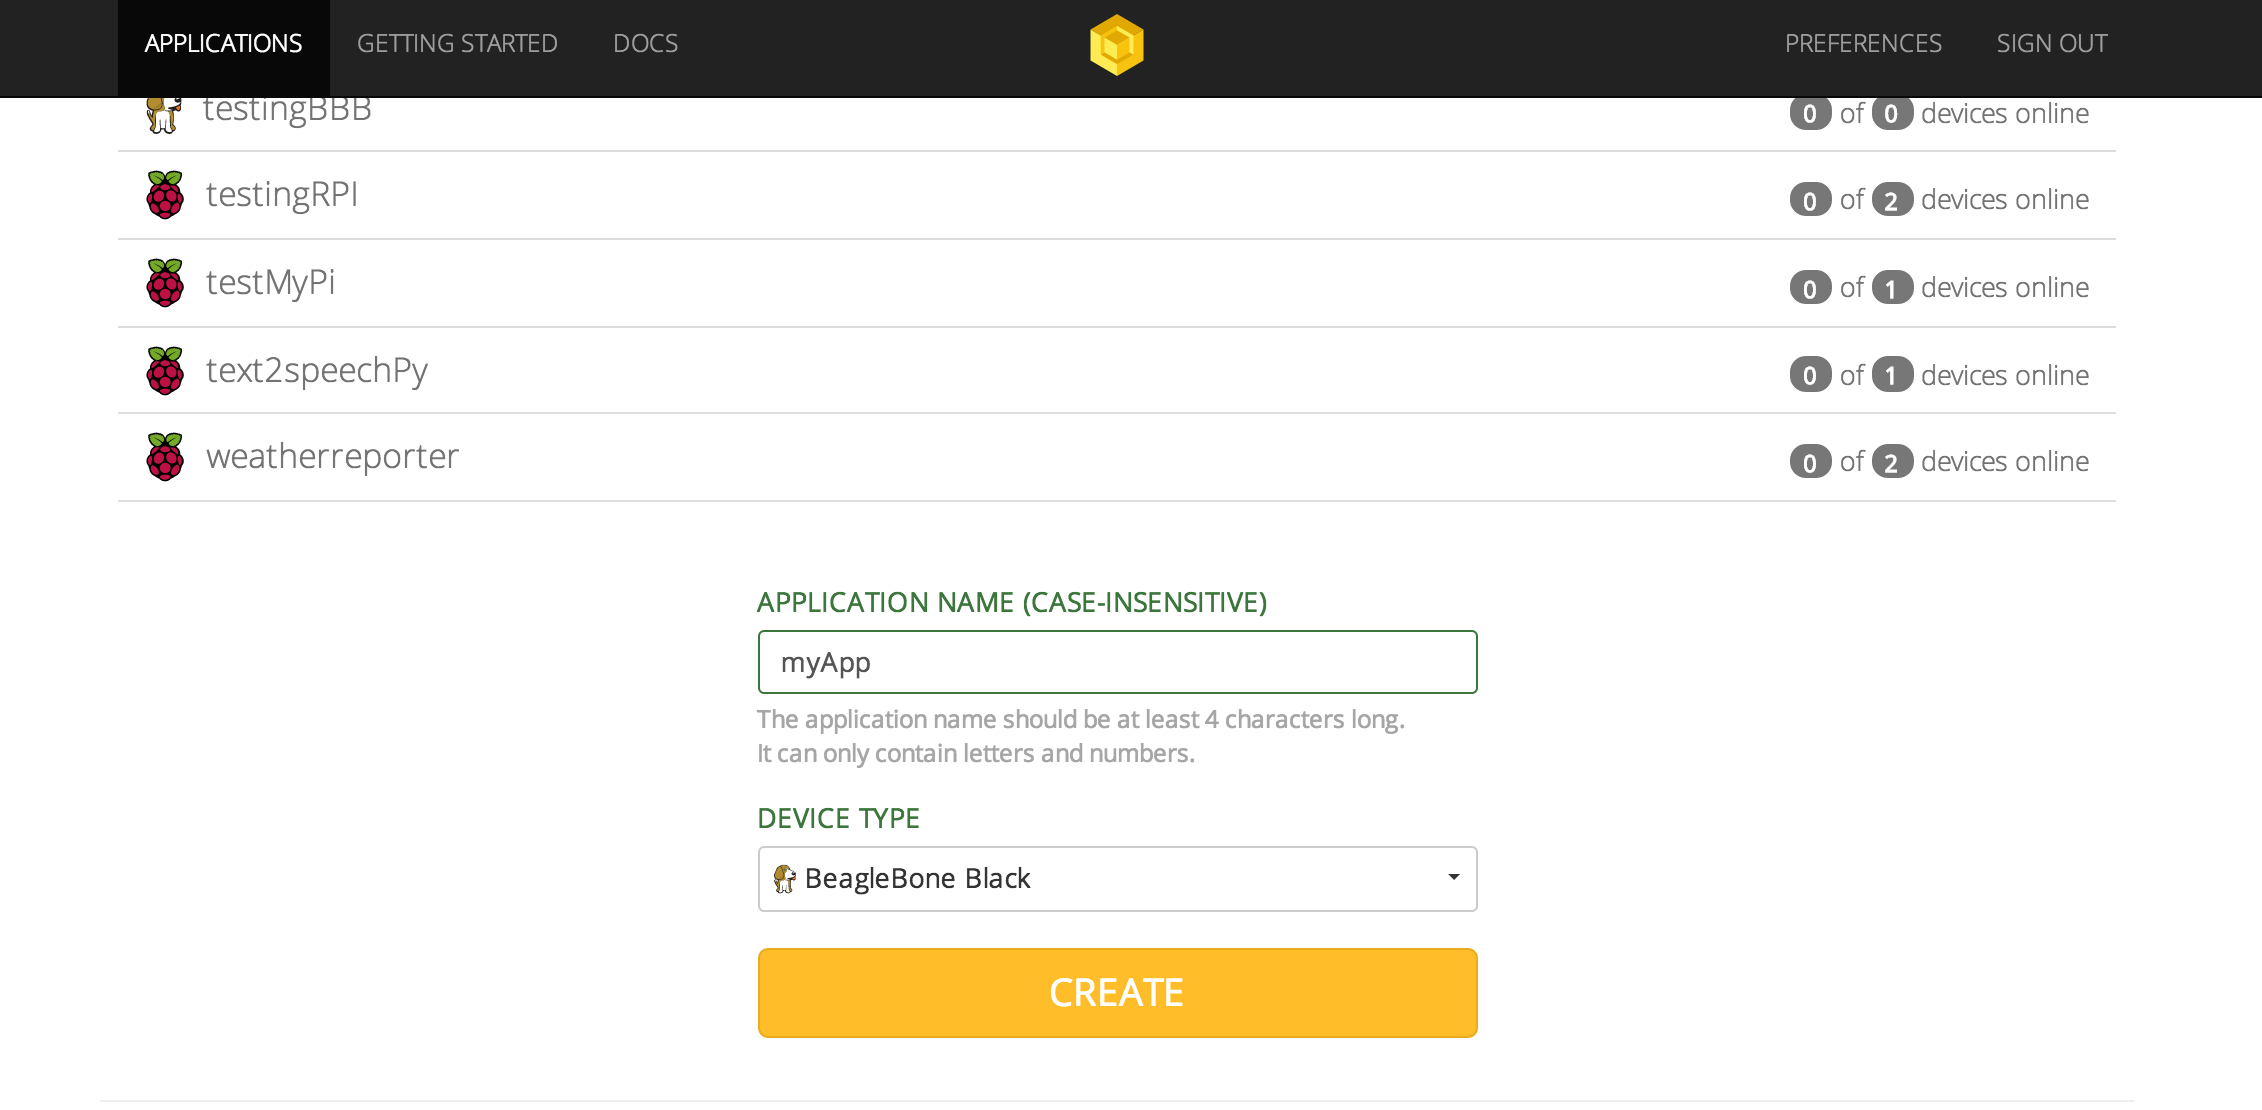 APPLICATIONS GETTING STARTED DOCS PREFERENCES SIGN OUT
testingBBB 0 of 0 devices online
testingRPI 0 of 2 devices online
testMyPi 0 of 1 devices online
text2speechPy 0 of 1 devices online
weatherreporter 0 of 2 devices online
APPLICATION NAME (CASE-INSENSITIVE)
myApp
The application name should be at least 4 characters long.
It can only contain letters and numbers.
DEVICE TYPE
BeagleBone Black
CREATE